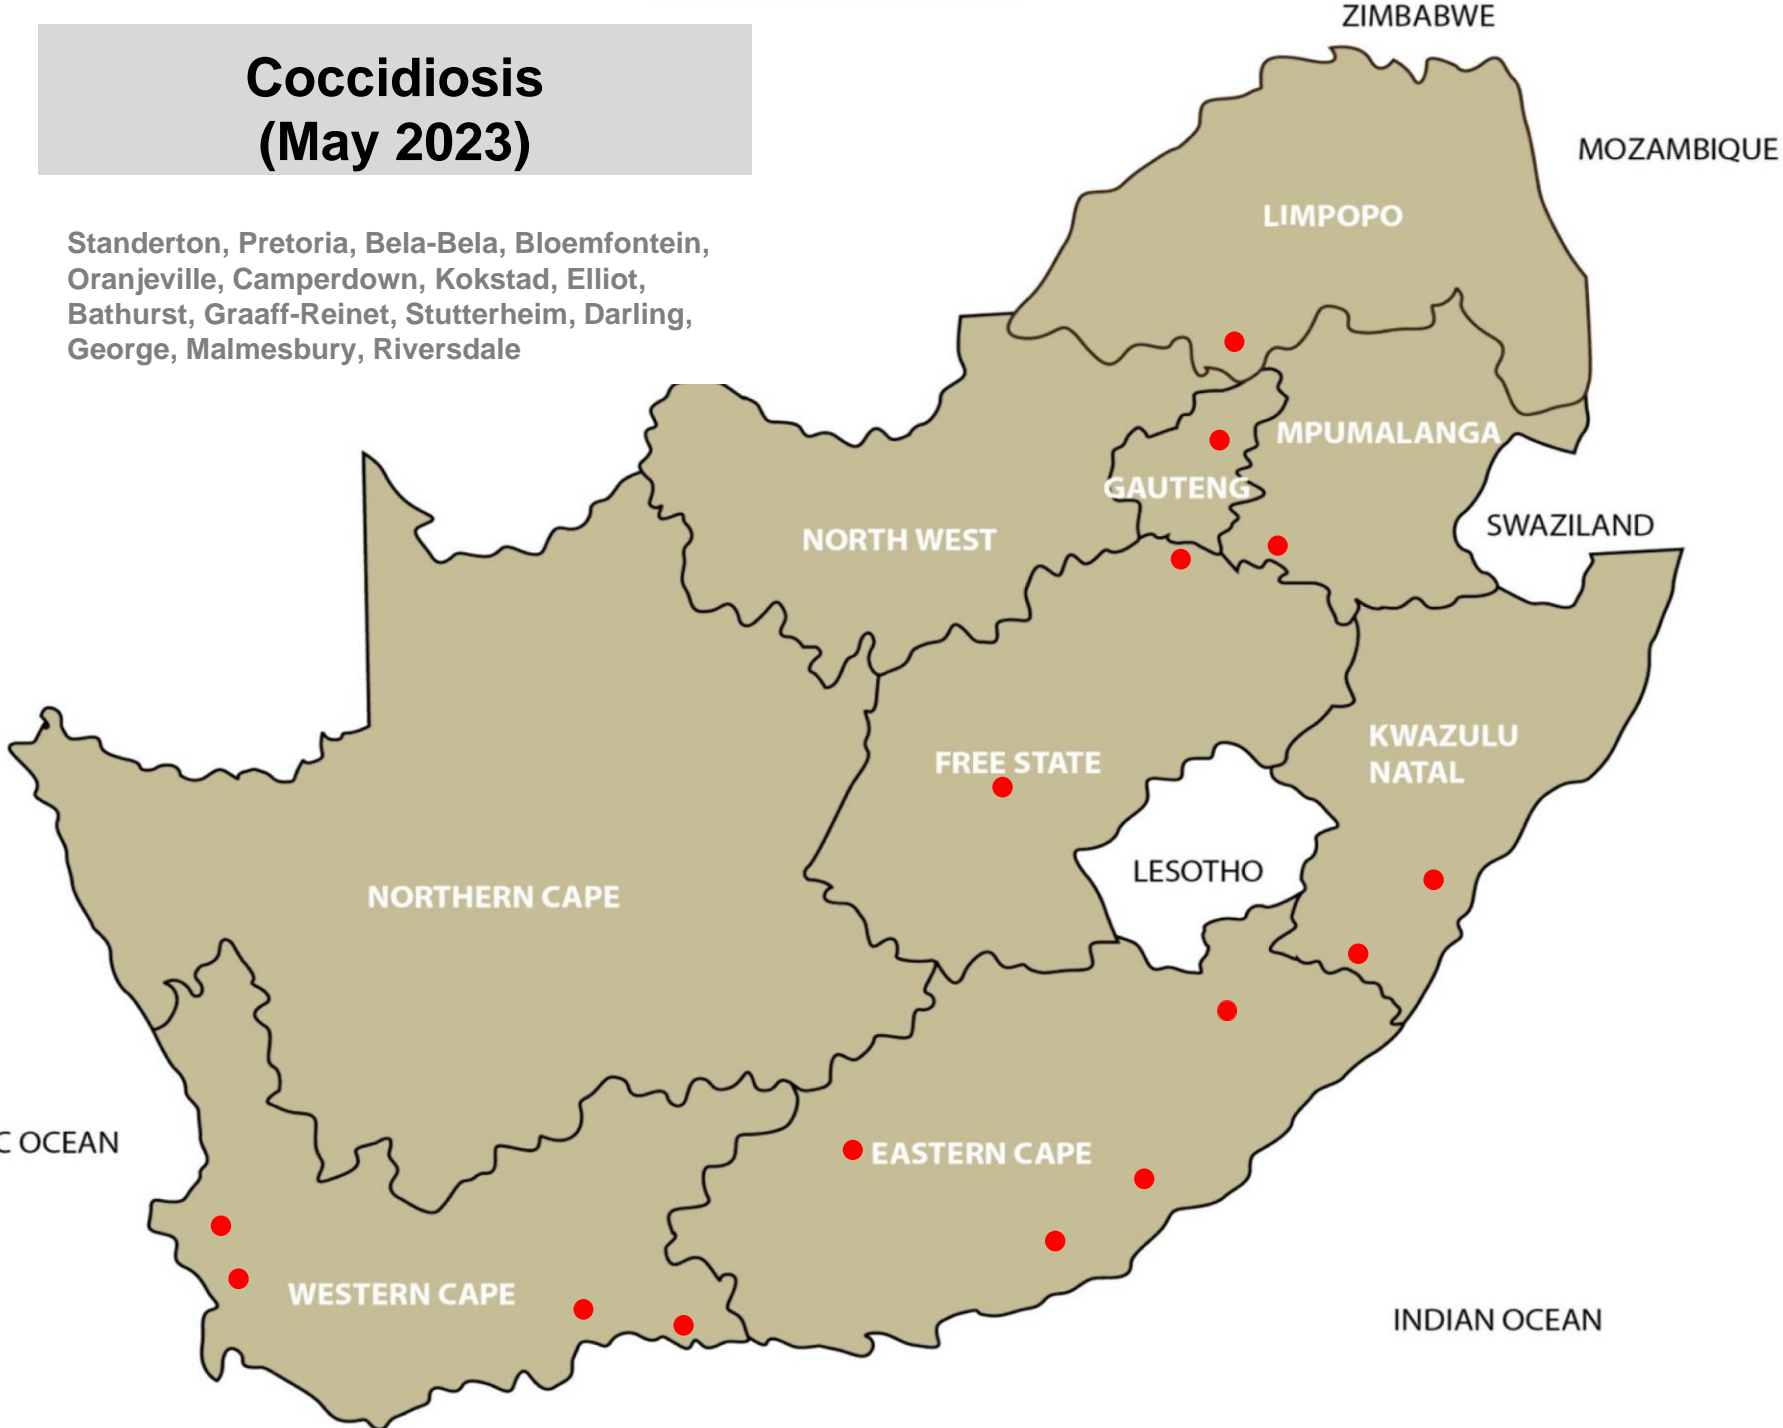 Coccidiosis
(May 2023)
Standerton, Pretoria, Bela-Bela, Bloemfontein,
Oranjeville, Camperdown, Kokstad, Elliot,
Bathurst, Graaff-Reinet, Stutterheim, Darling,
George, Malmesbury, Riversdale
ZIMBABWE
MOZAMBIQUE
LIMPOPO
MPUMALANGA
GAUTENG
NORTH WEST
SWAZILAND
KWAZULU
NATAL
FREE STATE
LESOTHO
NORTHERN CAPE
C OCEAN
EASTERN CAPE
WESTERN CAPE
INDIAN OCEAN